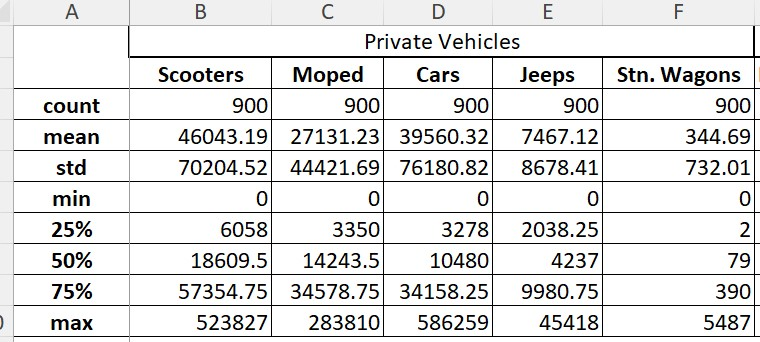 A B C D E F
Private Vehicles
Scooters Moped Cars Jeeps Stn. Wagons
count 900 900 900 900 900
mean 46043.19 27131.23 39560.32 7467.12 344.69
std 70204.52 44421.69 76180.82 8678.41 732.01
min 0 0 0 0 0
25% 6058 3350 3278 2038.25 2
50% 18609.5 14243.5 10480 4237 79
75% 57354.75 34578.75 34158.25 9980.75 390
max 523827 283810 586259 45418 5487